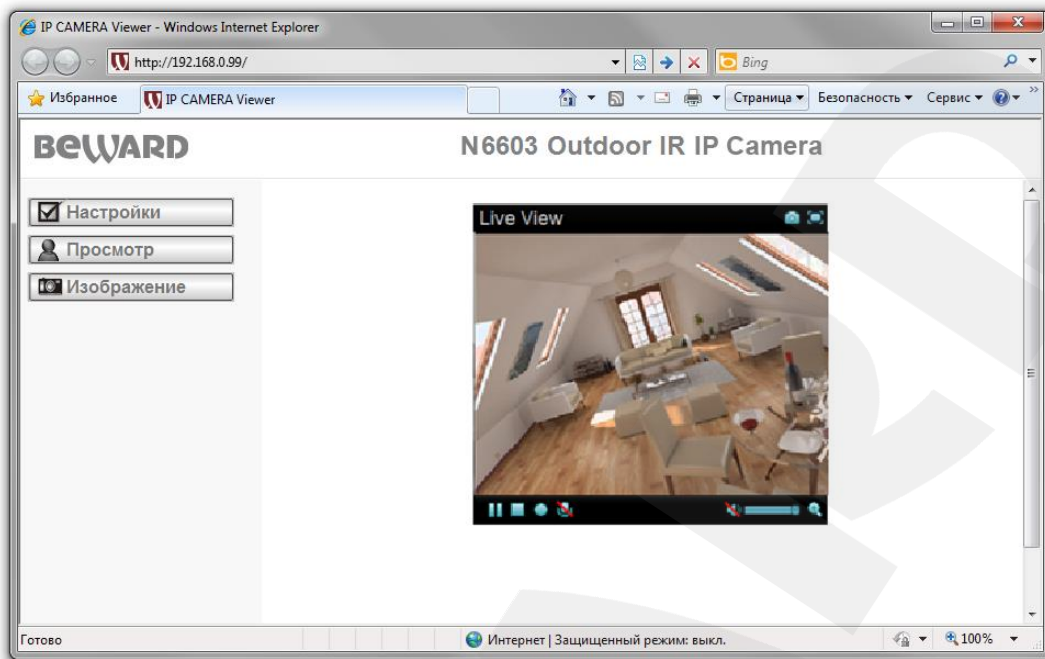 IP CAMERA Viewer - Windows Internet Explorer
http://192.168.0.99/
Bing
Избранное
IP CAMERA Viewer
Страница
Безопасность
Сервис
BEWARD
N6603 Outdoor IR IP Camera
Настройки
Просмотр
Изображение
Live View
Готово
Интернет | Защищенный режим: выкл.
100%